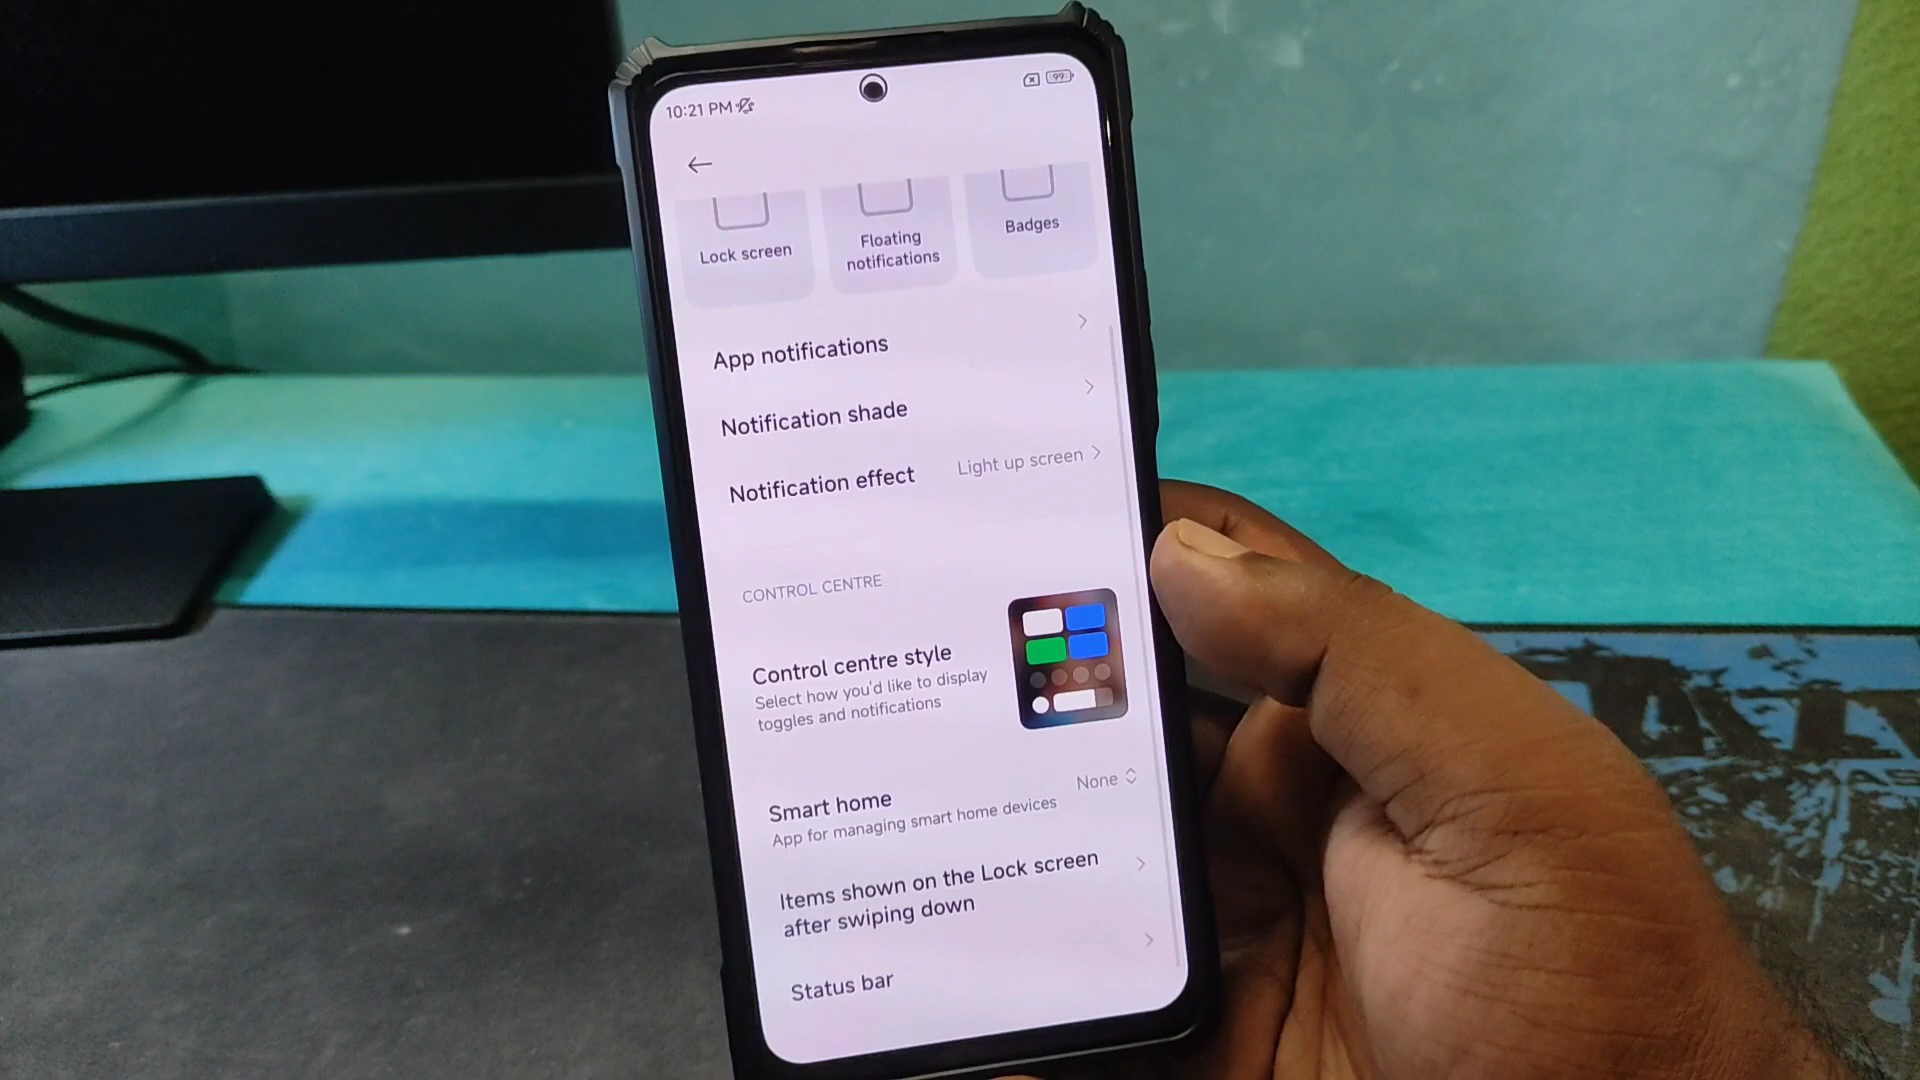 10:21 PM
99
Lock screen
Floating
notifications
Badges
App notifications
Notification shade
Notification effect
Light up screen
CONTROL CENTRE
Control centre style
Select how you'd like to display
toggles and notifications
Smart home
App for managing smart home devices
None
Items shown on the Lock screen
after swiping down
Status bar